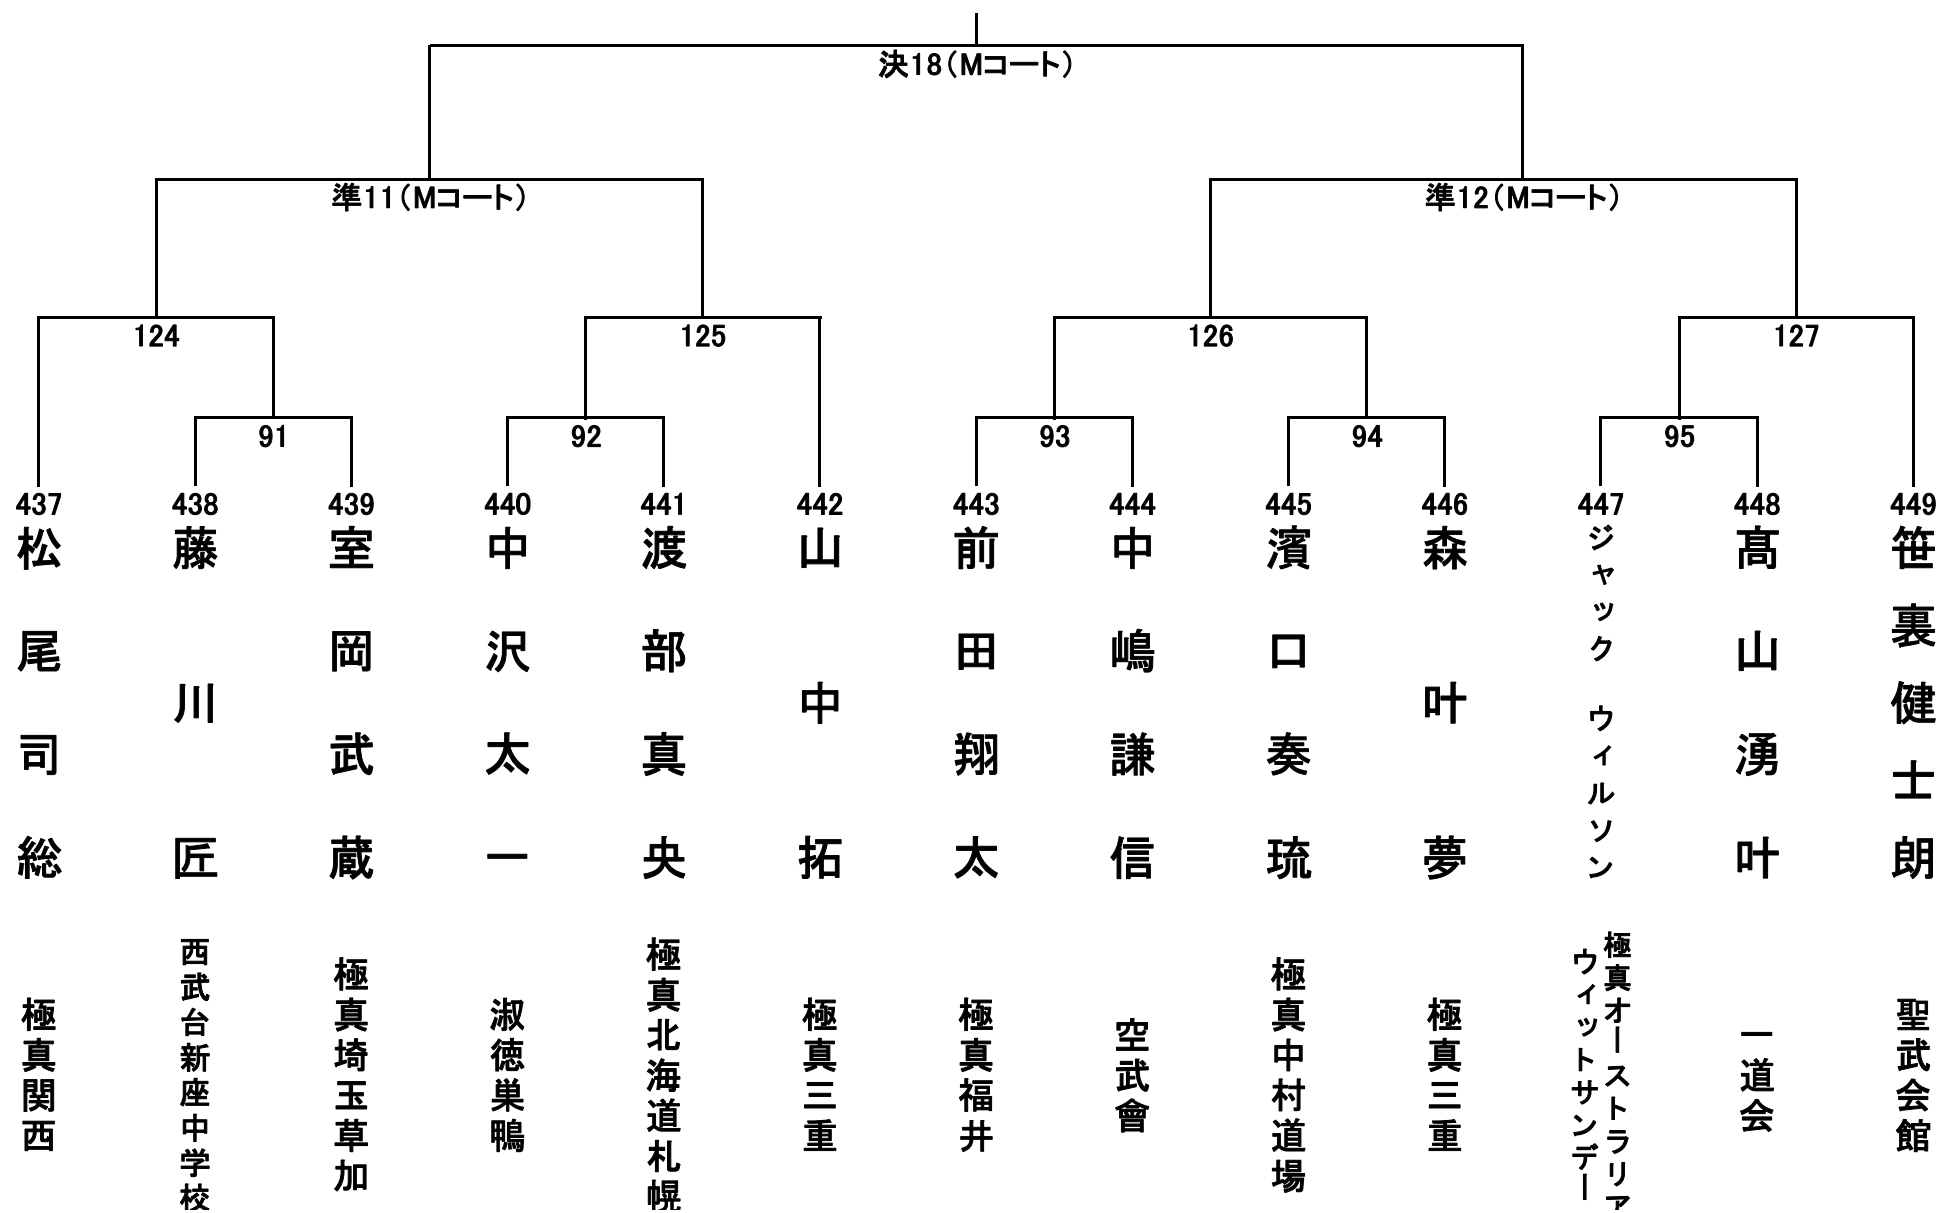 決18(Mコート)
準11(Mコート)
準12(Mコート)
124
125
126
127
91
92
93
94
95
437
438
439
440
441
442
443
444
445
446
447
448
449
松尾司総
藤川匠
室岡武蔵
中沢太一
渡部真央
山中拓
前田翔太
中嶋謙信
濱口奏琉
森叶夢
ジャック ウィルソン
髙山湧叶
笹裏健士朗
極真関西
西武台新座中学校
極真埼玉草加
淑徳巣鴨
極真北海道札幌
極真三重
極真福井
空武會
極真中村道場
極真三重
極真オーストラリア
ウィットサンデー
一道会
聖武会館